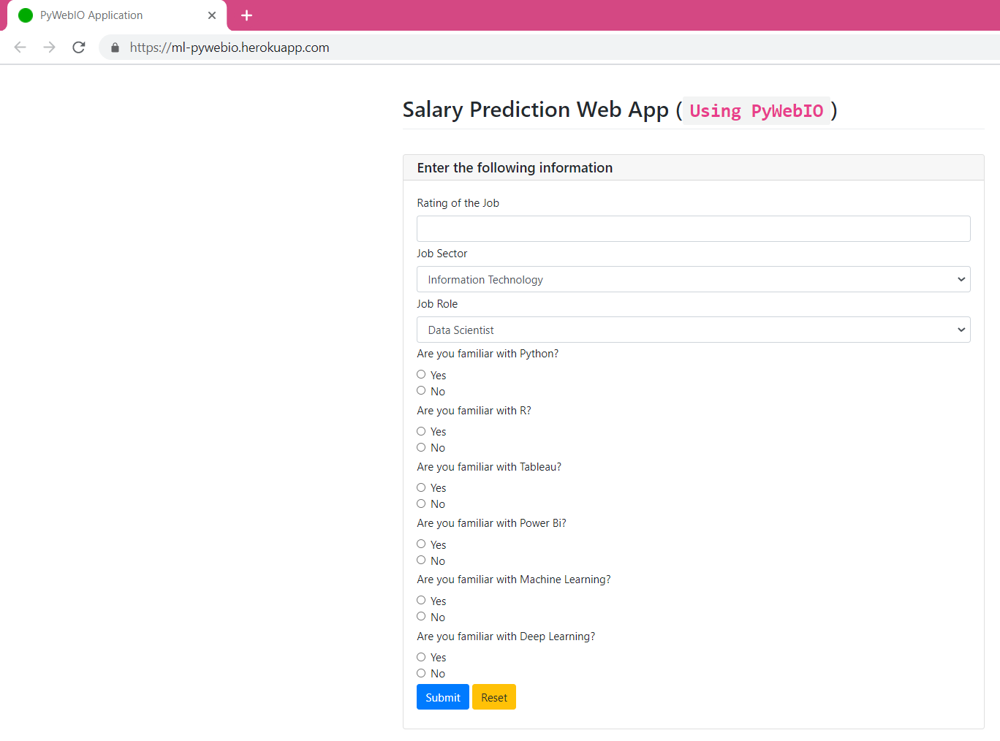 PyWebIO Application
https://ml-pywebio.herokuapp.com
Salary Prediction Web App ( Using PyWebIO )
Enter the following information
Rating of the Job
Job Sector
Information Technology
Job Role
Data Scientist
Are you familiar with Python?
Yes
No
Are you familiar with R?
Yes
No
Are you familiar with Tableau?
Yes
No
Are you familiar with Power Bi?
Yes
No
Are you familiar with Machine Learning?
Yes
No
Are you familiar with Deep Learning?
Yes
No
Submit Reset